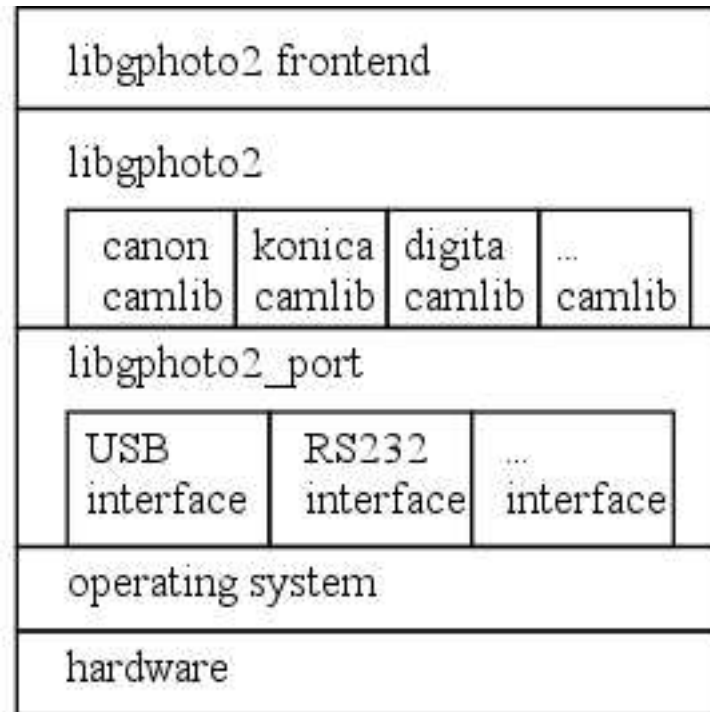 libgphoto2 frontend
libgphoto2
canon camlib
konica camlib
digita camlib
... camlib
libgphoto2_port
USB interface
RS232 interface
... interface
operating system
hardware